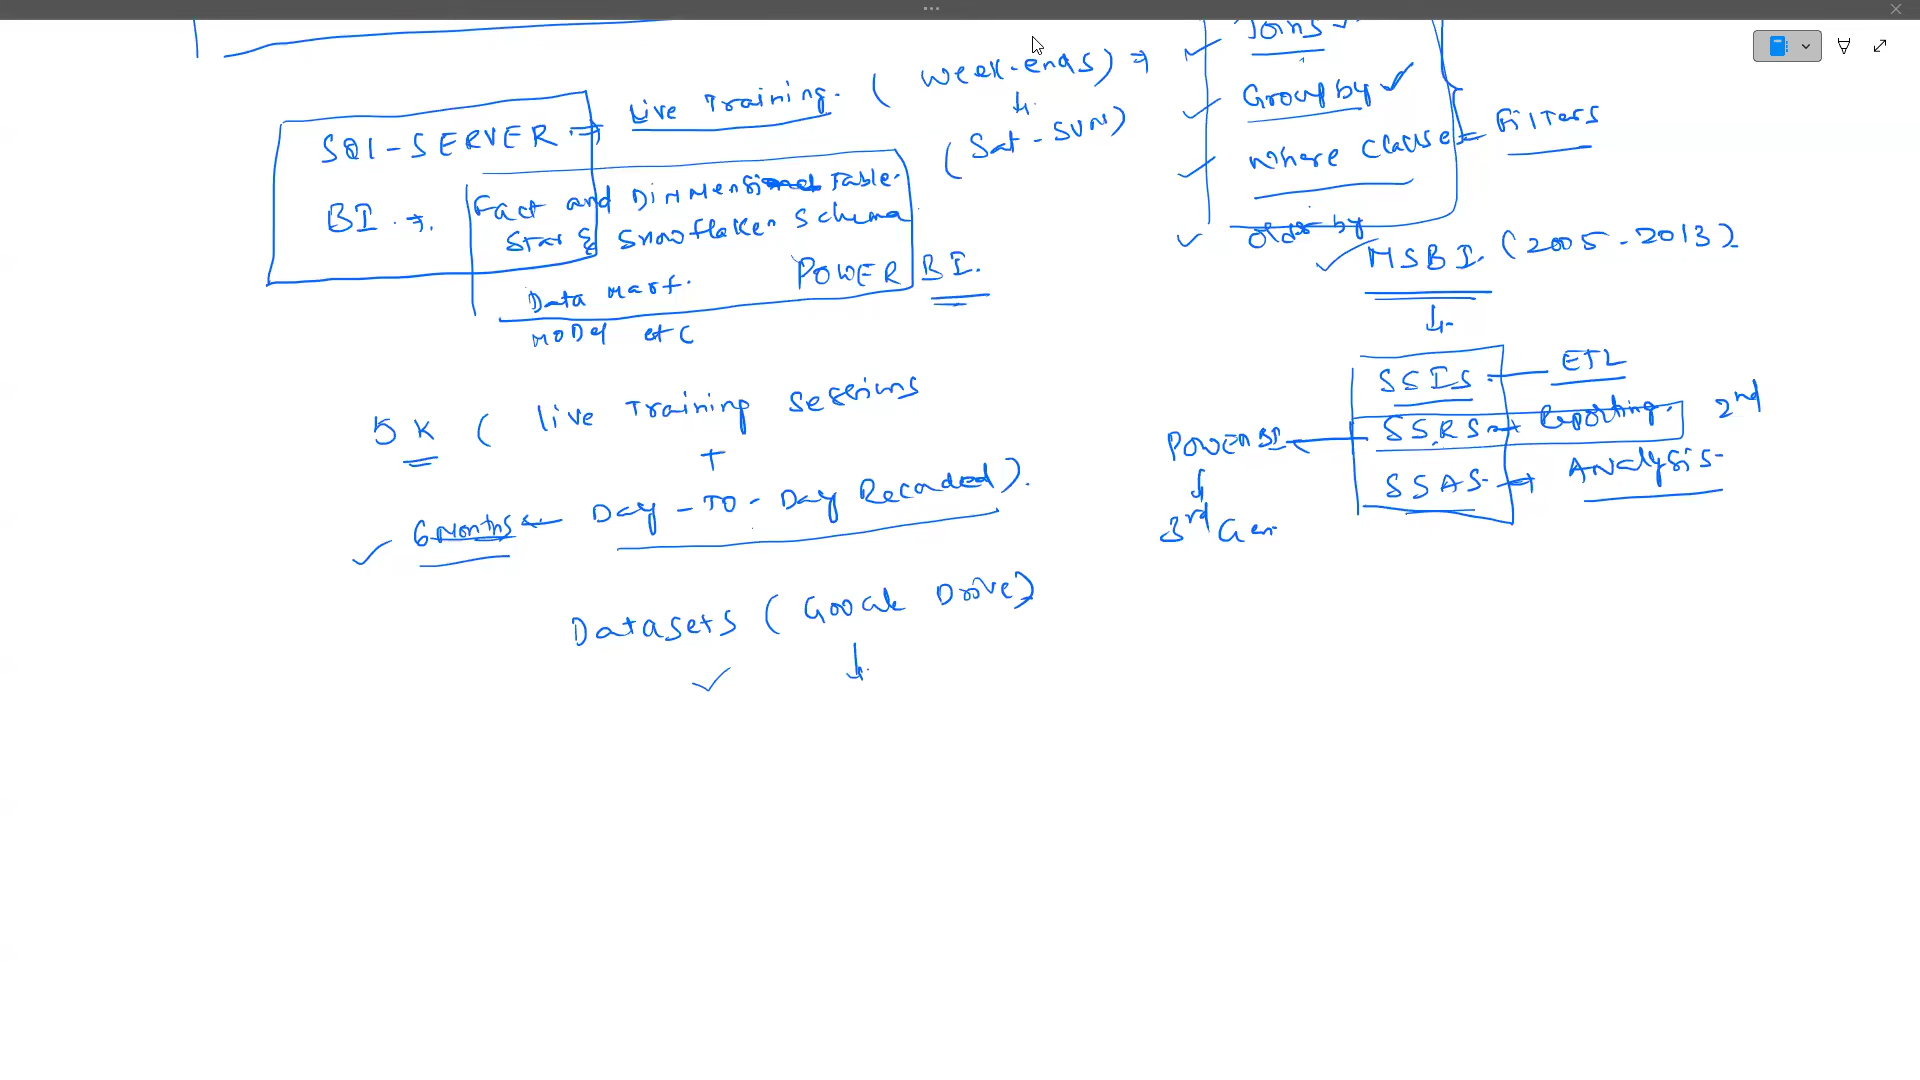 Joins
SQl-SERVER → Live Training. ( Week-ends) →
Group by
(Sat - SUN)
Where Clause = Filters
BI → Fact and Dimmensional Table.
Star & Snowflaken Schema
Order by
Data Mart. POWER BI.
MSBI. (2005 - 2013)
MODel etc
SSIS - ETL
5K ( live Training Sessions
+
SSRS → Reporting. 2nd
POWER BI
SSAS → Analysis
3rd Gen
6 Months ← Day - TO - Day Recorded).
Datasets ( Google Drive)